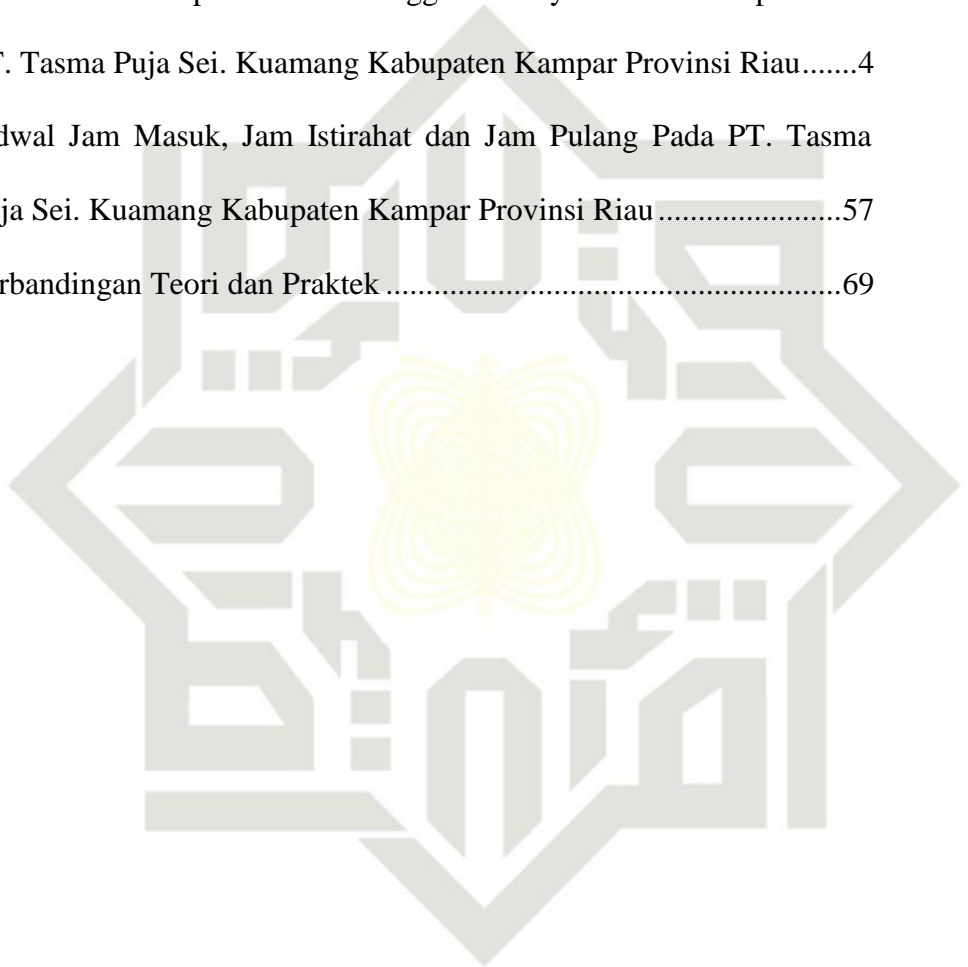 T. Tasma Puja Sei. Kuamang Kabupaten Kampar Provinsi Riau.......4
dwal Jam Masuk, Jam Istirahat dan Jam Pulang Pada PT. Tasma
ja Sei. Kuamang Kabupaten Kampar Provinsi Riau.......................57
rbandingan Teori dan Praktek..........................................................69